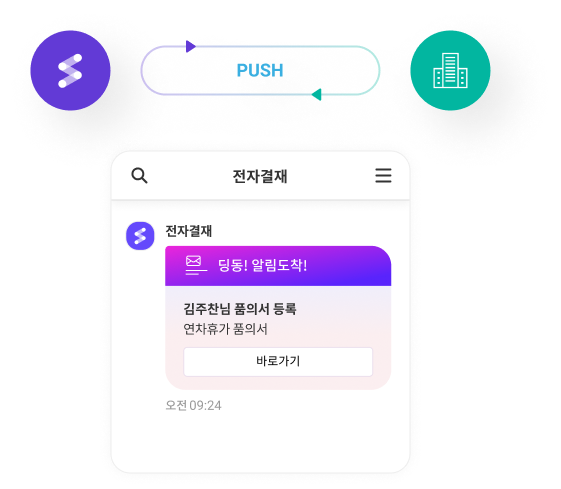 PUSH
전자결재
전자결재
딩동! 알림도착!
김주찬님 품의서 등록
연차휴가 품의서
바로가기
오전 09:24